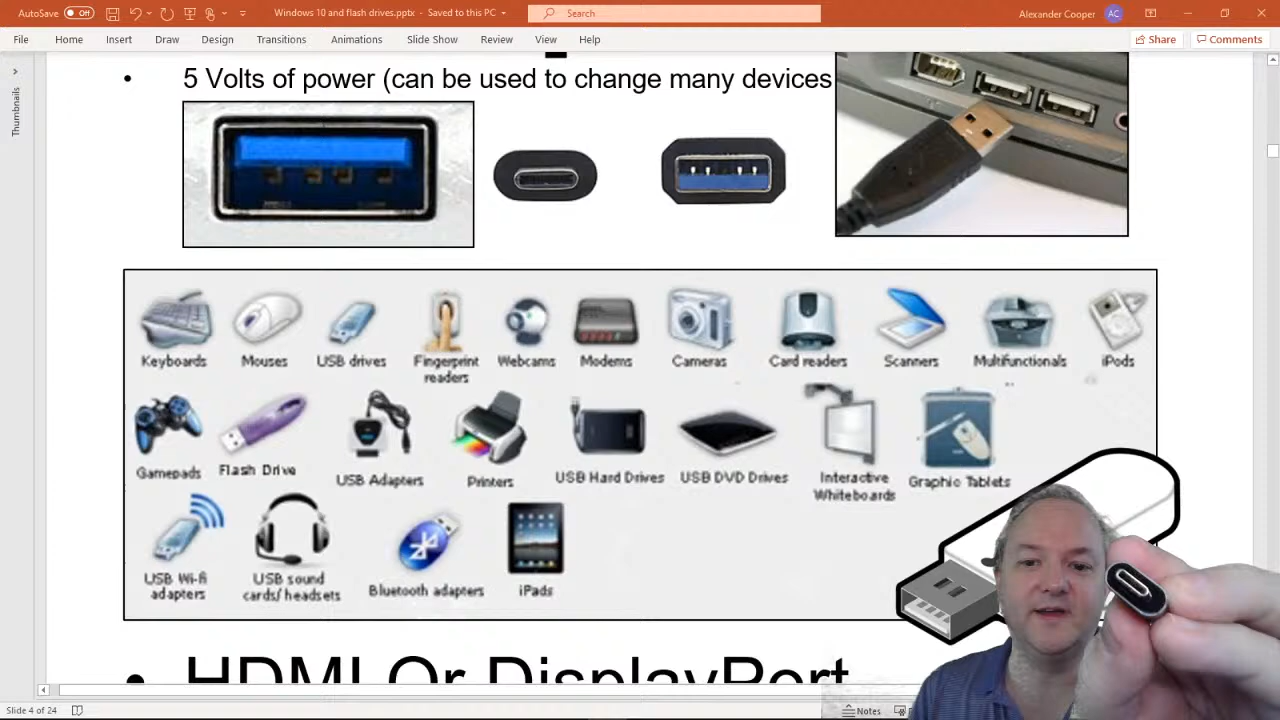 AutoSave Off Windows 10 and flash drives.pptx - Saved to this PC Search Alexander Cooper AC
File Home Insert Draw Design Transitions Animations Slide Show Review View Help Share Comments
Thumbnails
• 5 Volts of power (can be used to change many devices
Keyboards Mouses USB drives Fingerprint readers Webcams Modems Cameras Card readers Scanners Multifunctionals iPods
Gamepads Flash Drive USB Adapters Printers USB Hard Drives USB DVD Drives Interactive Whiteboards Graphic Tablets
USB Wi-fi adapters USB sound cards/ headsets Bluetooth adapters iPads
• HDMI Or DisplayPort
Slide 4 of 24 Notes